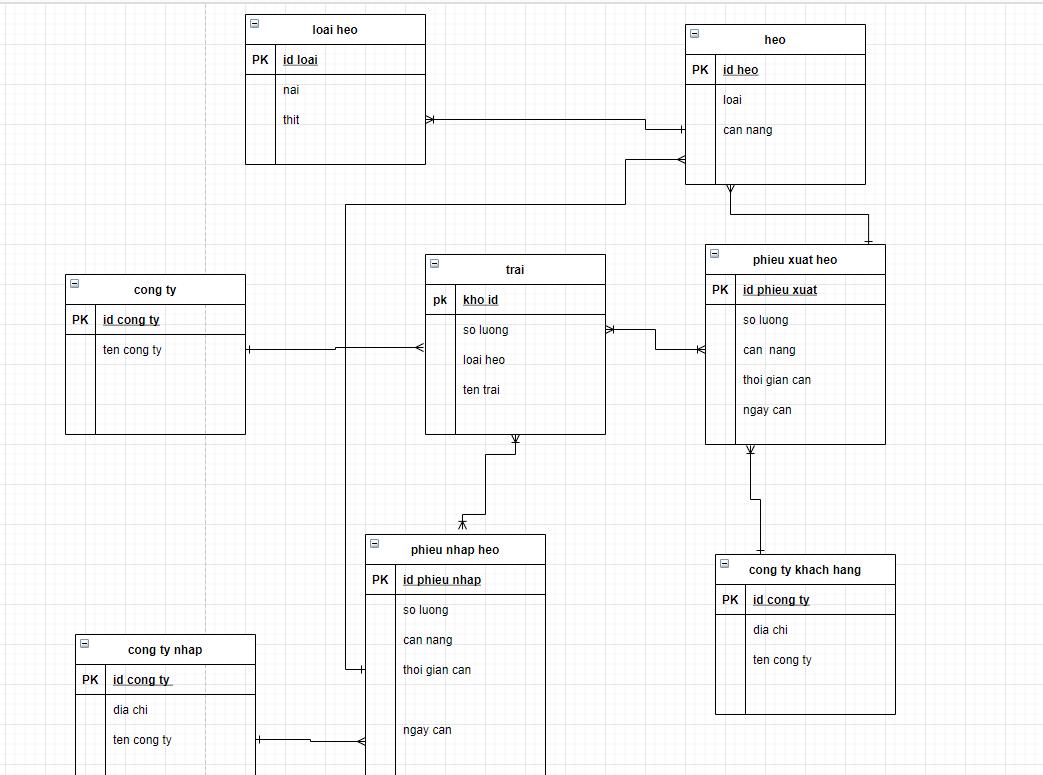 loai heo
PK id loai
nai
thit
heo
PK id heo
loai
can nang
cong ty
PK id cong ty
ten cong ty
trai
pk kho id
so luong
loai heo
ten trai
phieu xuat heo
PK id phieu xuat
so luong
can nang
thoi gian can
ngay can
phieu nhap heo
PK id phieu nhap
so luong
can nang
thoi gian can
ngay can
cong ty khach hang
PK id cong ty
dia chi
ten cong ty
cong ty nhap
PK id cong ty
dia chi
ten cong ty